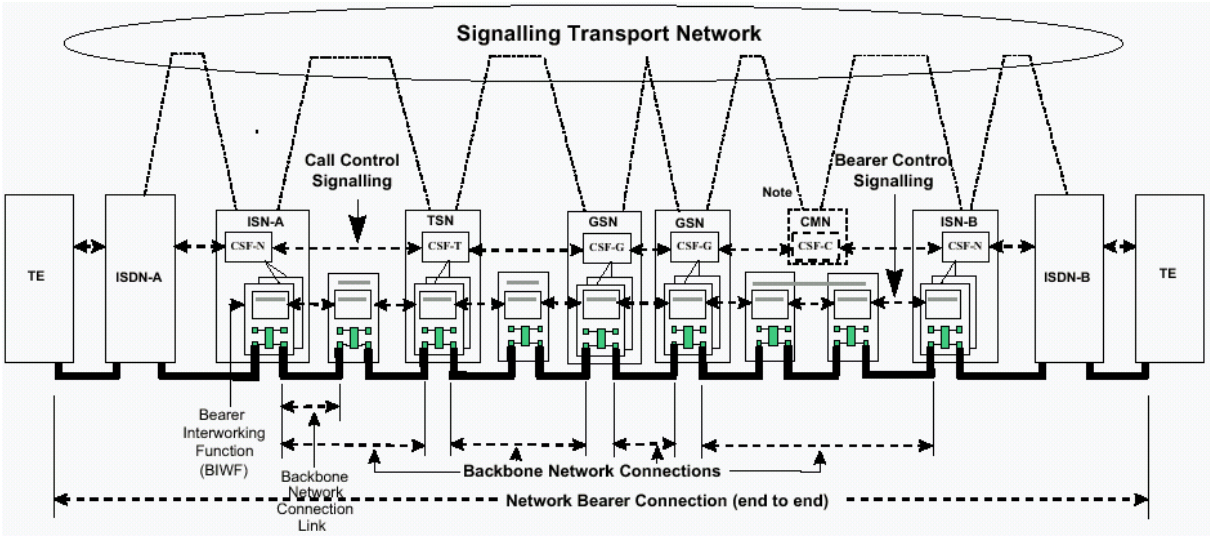 Signalling Transport Network
Call Control
Signalling
Bearer Control
Signalling
Note
ISN-A
TSN
GSN
GSN
CMN
ISN-B
CSF-N
CSF-T
CSF-G
CSF-G
CSF-C
CSF-N
TE
ISDN-A
ISDN-B
TE
Bearer
Interworking
Function
(BIWF)
Backbone
Network
Connection
Link
Backbone Network Connections
Network Bearer Connection (end to end)